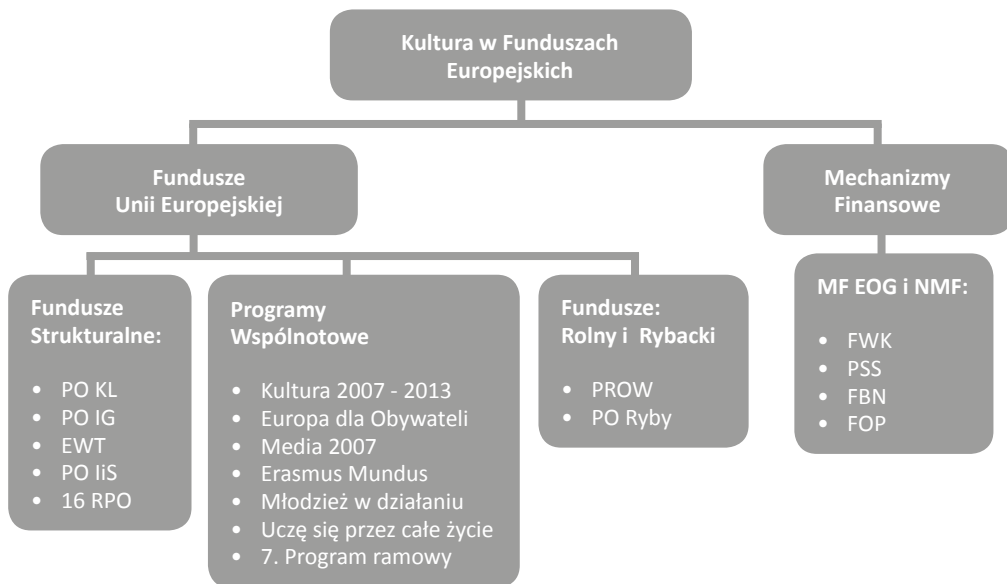 Kultura w Funduszach
Europejskich
Fundusze
Unii Europejskiej
Mechanizmy
Finansowe
Fundusze
Strukturalne:
• PO KL
• PO IG
• EWT
• PO IiS
• 16 RPO
Programy
Wspólnotowe
• Kultura 2007 - 2013
• Europa dla Obywateli
• Media 2007
• Erasmus Mundus
• Młodzież w działaniu
• Uczę się przez całe życie
• 7. Program ramowy
Fundusze:
Rolny i Rybacki
• PROW
• PO Ryby
MF EOG i NMF:
• FWK
• PSS
• FBN
• FOP